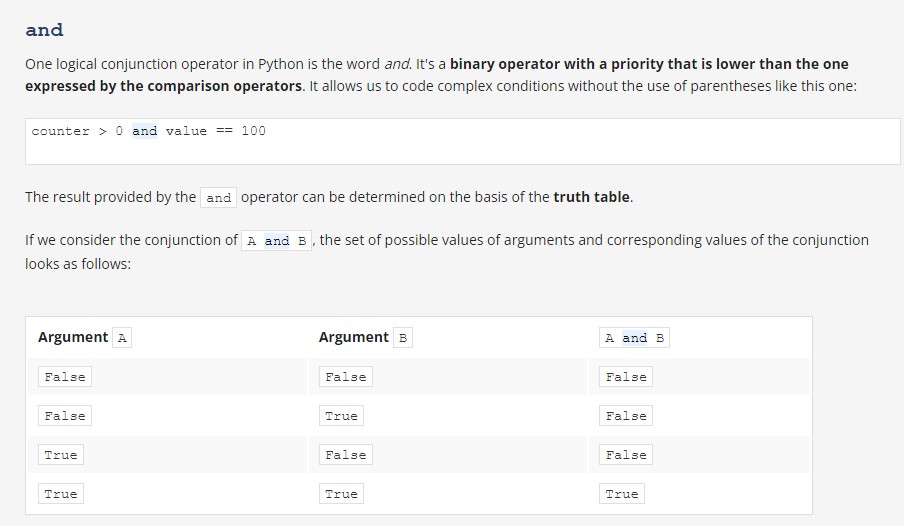 and
One logical conjunction operator in Python is the word and. It's a binary operator with a priority that is lower than the one
expressed by the comparison operators. It allows us to code complex conditions without the use of parentheses like this one:
counter > 0 and value == 100
The result provided by the and operator can be determined on the basis of the truth table.
If we consider the conjunction of A and B, the set of possible values of arguments and corresponding values of the conjunction
looks as follows:
Argument A Argument B A and B
False False False
False True False
True False False
True True True